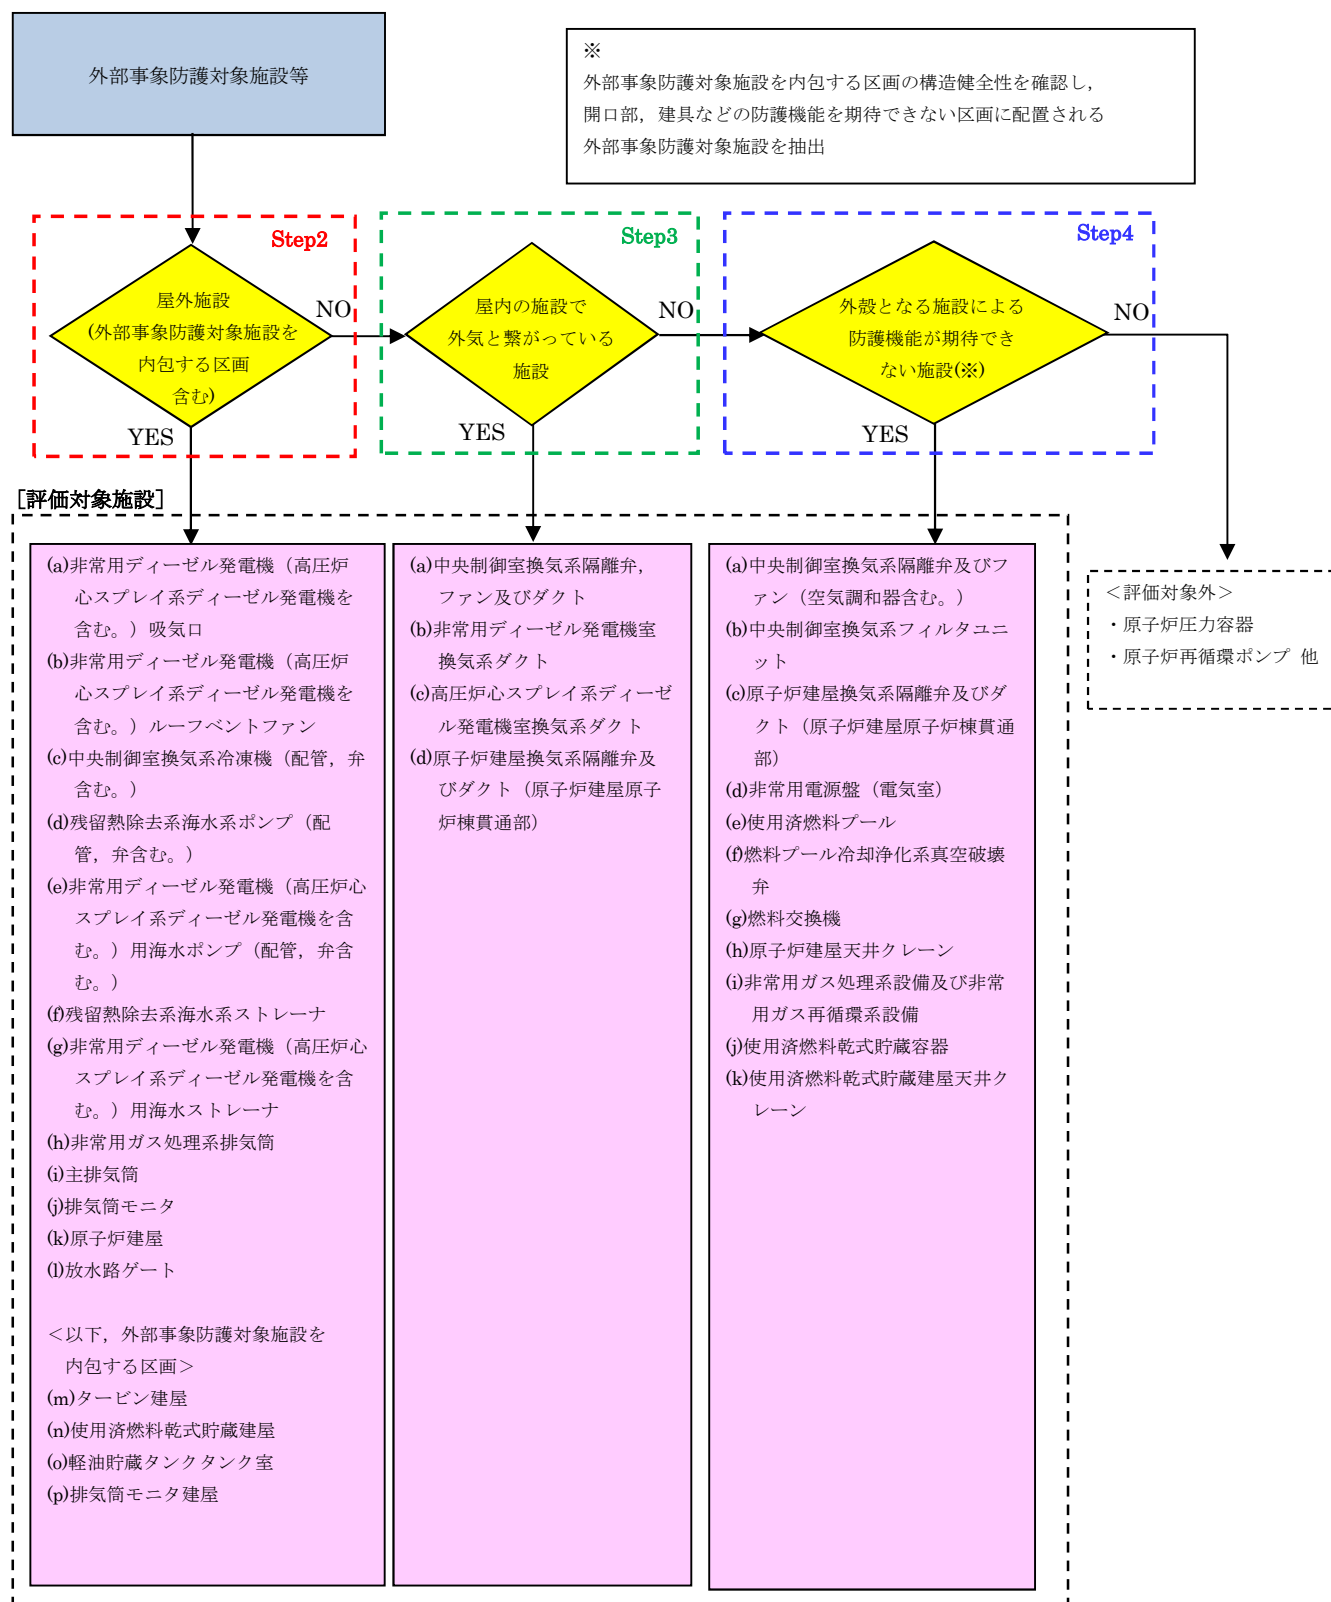 外部事象防護対象施設等
※
外部事象防護対象施設を内包する区画の構造健全性を確認し，
開口部，建具などの防護機能を期待できない区画に配置される
外部事象防護対象施設を抽出
Step2
屋外施設
(外部事象防護対象施設を
内包する区画
含む)
NO
YES
Step3
屋内の施設で
外気と繋がっている
施設
NO
YES
Step4
外殻となる施設による
防護機能が期待でき
ない施設(※)
NO
YES
［評価対象施設］
(a)非常用ディーゼル発電機（高圧炉
心スプレイ系ディーゼル発電機を
含む。）吸気口
(b)非常用ディーゼル発電機（高圧炉
心スプレイ系ディーゼル発電機を
含む。）ルーフベントファン
(c)中央制御室換気系冷凍機（配管，弁
含む。）
(d)残留熱除去系海水系ポンプ（配
管，弁含む。）
(e)非常用ディーゼル発電機（高圧炉心
スプレイ系ディーゼル発電機を含
む。）用海水ポンプ（配管，弁含
む。）
(f)残留熱除去系海水系ストレーナ
(g)非常用ディーゼル発電機（高圧炉心
スプレイ系ディーゼル発電機を含
む。）用海水ストレーナ
(h)非常用ガス処理系排気筒
(i)主排気筒
(j)排気筒モニタ
(k)原子炉建屋
(l)放水路ゲート
＜以下，外部事象防護対象施設を
内包する区画＞
(m)タービン建屋
(n)使用済燃料乾式貯蔵建屋
(o)軽油貯蔵タンクタンク室
(p)排気筒モニタ建屋
(a)中央制御室換気系隔離弁，
ファン及びダクト
(b)非常用ディーゼル発電機室
換気系ダクト
(c)高圧炉心スプレイ系ディーゼ
ル発電機室換気系ダクト
(d)原子炉建屋換気系隔離弁及
びダクト（原子炉建屋原子
炉棟貫通部）
(a)中央制御室換気系隔離弁及びフ
ァン（空気調和器含む。）
(b)中央制御室換気系フィルタユニ
ット
(c)原子炉建屋換気系隔離弁及びダ
クト（原子炉建屋原子炉棟貫通
部）
(d)非常用電源盤（電気室）
(e)使用済燃料プール
(f)燃料プール冷却浄化系真空破壊
弁
(g)燃料交換機
(h)原子炉建屋天井クレーン
(i)非常用ガス処理系設備及び非常
用ガス再循環系設備
(j)使用済燃料乾式貯蔵容器
(k)使用済燃料乾式貯蔵建屋天井ク
レーン
＜評価対象外＞
・原子炉圧力容器
・原子炉再循環ポンプ 他